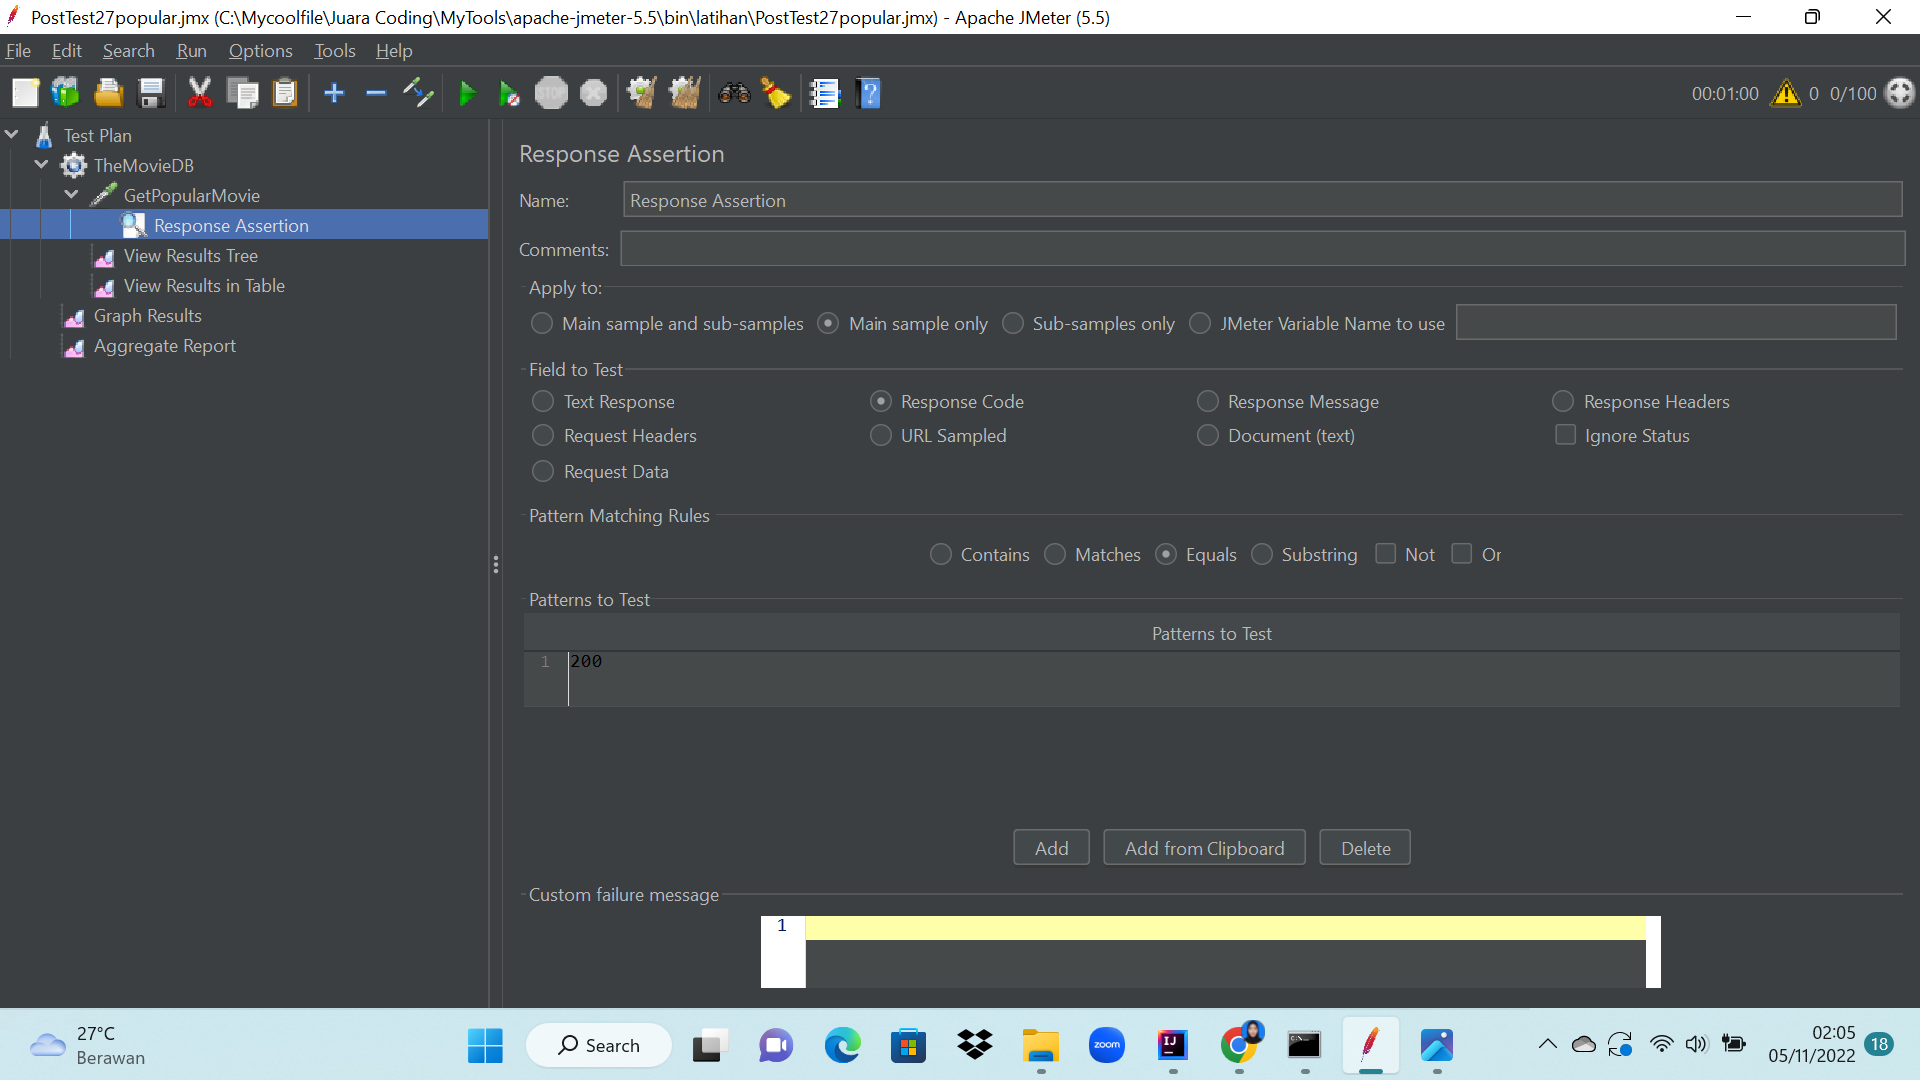 PostTest27popular.jmx (C:\Mycoolfile\Juara Coding\MyTools\apache-jmeter-5.5\bin\latihan\PostTest27popular.jmx) - Apache JMeter (5.5)
File Edit Search Run Options Tools Help
STOP
00:01:00 0 0/100
Test Plan
TheMovieDB
GetPopularMovie
Response Assertion
View Results Tree
View Results in Table
Graph Results
Aggregate Report
Response Assertion
Name: Response Assertion
Comments:
Apply to:
Main sample and sub-samples Main sample only Sub-samples only JMeter Variable Name to use
Field to Test
Text Response Response Code Response Message Response Headers
Request Headers URL Sampled Document (text) Ignore Status
Request Data
Pattern Matching Rules
Contains Matches Equals Substring Not Or
Patterns to Test
Patterns to Test
1 200
Add Add from Clipboard Delete
Custom failure message
1
27°C
Berawan
Search
zoom
IJ
02:05
05/11/2022
18